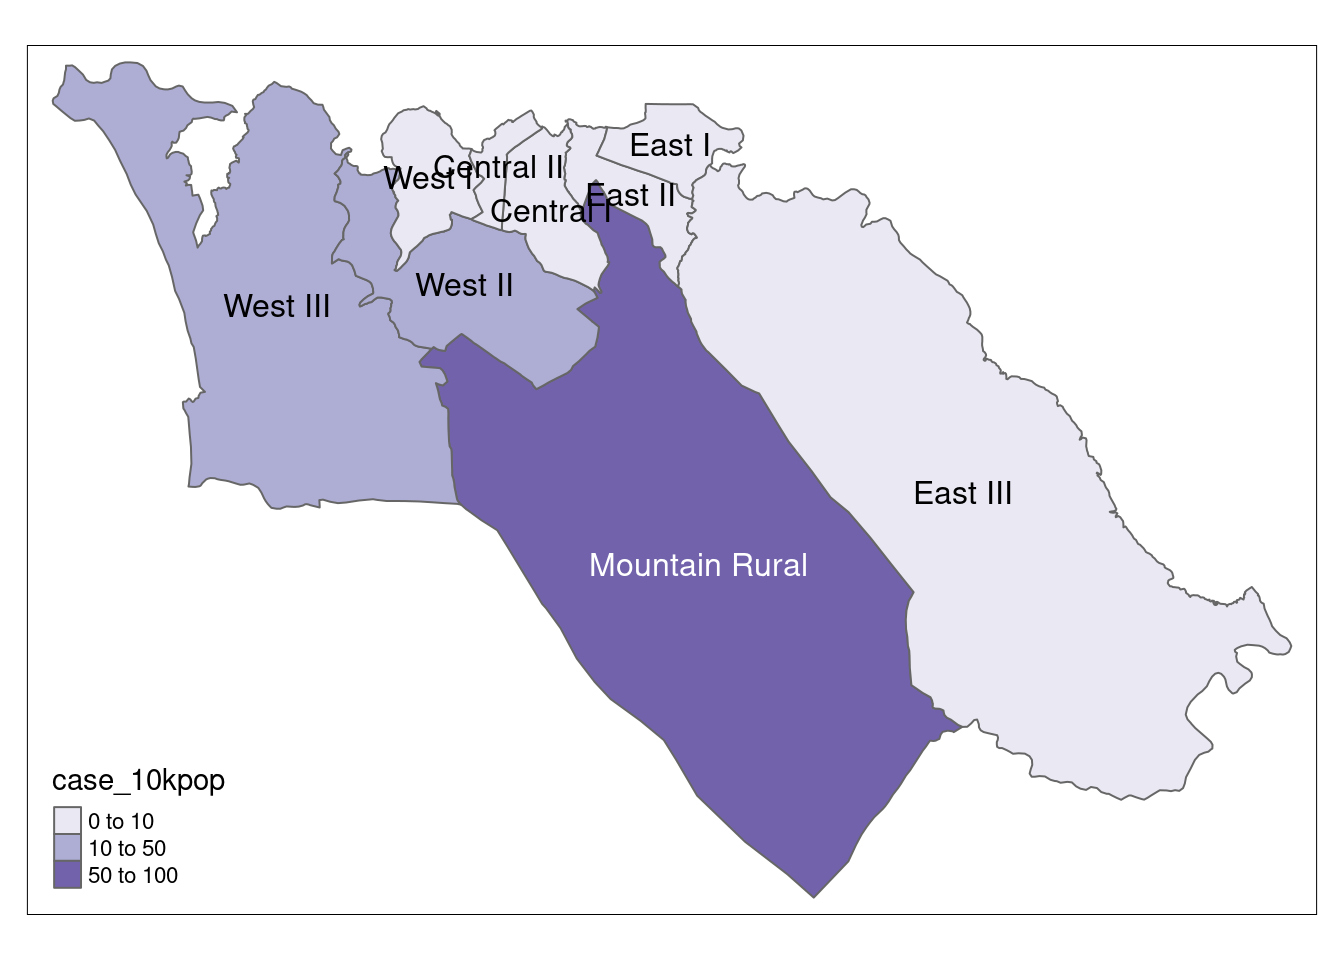 East I
Central II
West I
East II
Central I
West II
West III
East III
Mountain Rural
case_10kpop
0 to 10
10 to 50
50 to 100